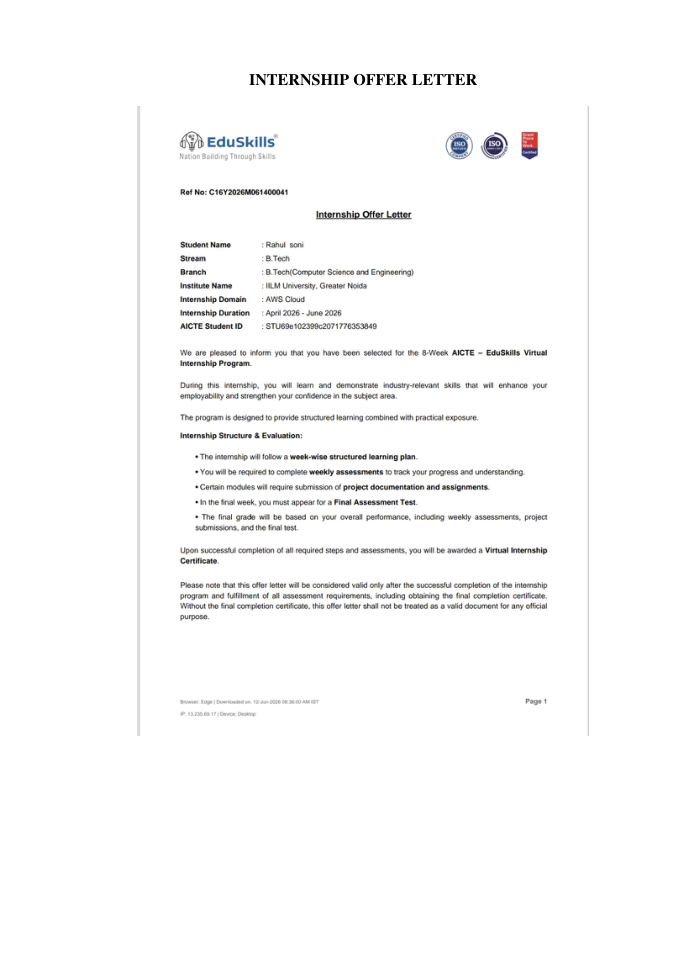 INTERNSHIP OFFER LETTER
EduSkills®
Nation Building Through Skills
ISO
ISO
Great
Place
To
Work
Certified
Ref No: C16Y2026M061400041
Internship Offer Letter
Student Name : Rahul soni
Stream : B.Tech
Branch : B.Tech(Computer Science and Engineering)
Institute Name : IILM University, Greater Noida
Internship Domain : AWS Cloud
Internship Duration : April 2026 - June 2026
AICTE Student ID : STU69e102399c2071776353849
We are pleased to inform you that you have been selected for the 8-Week AICTE – EduSkills Virtual
Internship Program.
During this internship, you will learn and demonstrate industry-relevant skills that will enhance your
employability and strengthen your confidence in the subject area.
The program is designed to provide structured learning combined with practical exposure.
Internship Structure & Evaluation:
• The internship will follow a week-wise structured learning plan.
• You will be required to complete weekly assessments to track your progress and understanding.
• Certain modules will require submission of project documentation and assignments.
• In the final week, you must appear for a Final Assessment Test.
• The final grade will be based on your overall performance, including weekly assessments, project
submissions, and the final test.
Upon successful completion of all required steps and assessments, you will be awarded a Virtual Internship
Certificate.
Please note that this offer letter will be considered valid only after the successful completion of the internship
program and fulfillment of all assessment requirements, including obtaining the final completion certificate.
Without the final completion certificate, this offer letter shall not be treated as a valid document for any official
purpose.
Browser: Edge | Downloaded on: 12-Jun-2026 08:36:00 AM IST
Page 1
IP: 13.235.69.17 | Device: Desktop